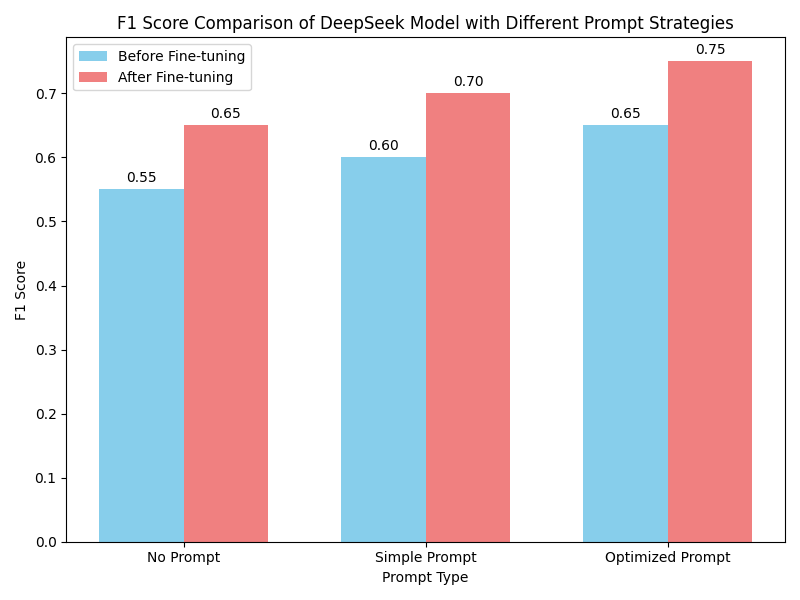 F1 Score Comparison of DeepSeek Model with Different Prompt Strategies
Before Fine-tuning
After Fine-tuning
0.75
0.70
0.65
0.65
0.60
0.55
0.7
0.6
0.5
0.4
0.3
0.2
0.1
0.0
F1 Score
No Prompt
Simple Prompt
Optimized Prompt
Prompt Type